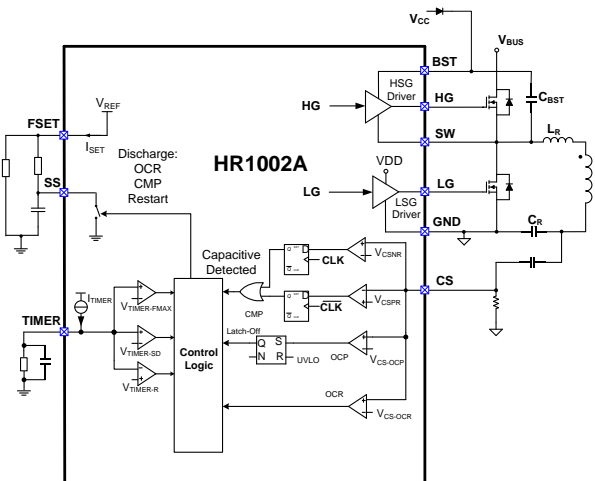 VCC
VBUS
BST
HSG
Driver
HG
HG
CBST
FSET
VREF
ISET
SW
LR
Discharge:
OCR
CMP
Restart
HR1002A
VDD
SS
LG
LG
LSG
Driver
GND
CR
Capacitive
Detected
Q D
Q
CLK
VCSNR
CS
ITIMER
VTIMER-FMAX
Q D
Q
CLK
VCSPR
CMP
TIMER
VTIMER-SD
Control
Logic
Latch-Off
Q S
N R
UVLO
OCP
VCS-OCP
VTIMER-R
OCR
VCS-OCR